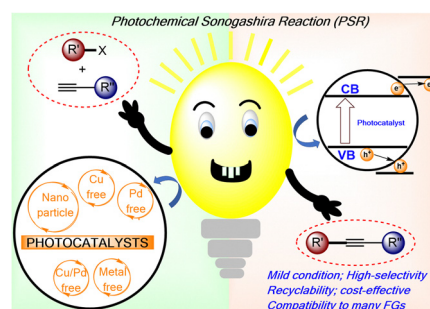 Photochemical Sonogashira Reaction (PSR)
R' X
+
R"
CB
e⁻ e⁻
Photocatalyst
VB h⁺
h⁺
Cu
free
Pd
free
Nano
particle
PHOTOCATALYSTS
Cu/Pd
free
Metal
free
R' R"
Mild condition; High-selectivity
Recyclability; cost-effective
Compatibility to many FGs